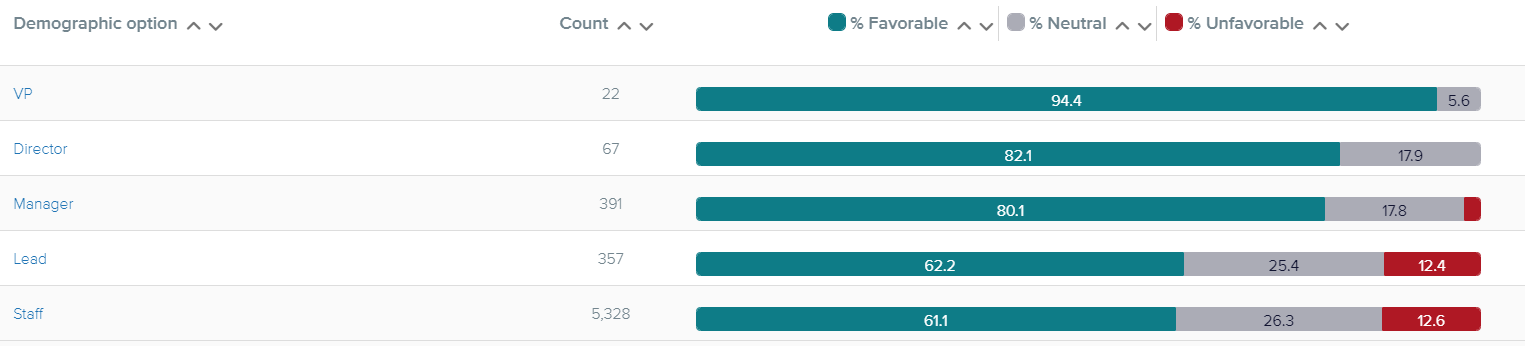 Demographic option Count % Favorable % Neutral % Unfavorable
VP 22 94.4 5.6
Director 67 82.1 17.9
Manager 391 80.1 17.8
Lead 357 62.2 25.4 12.4
Staff 5,328 61.1 26.3 12.6